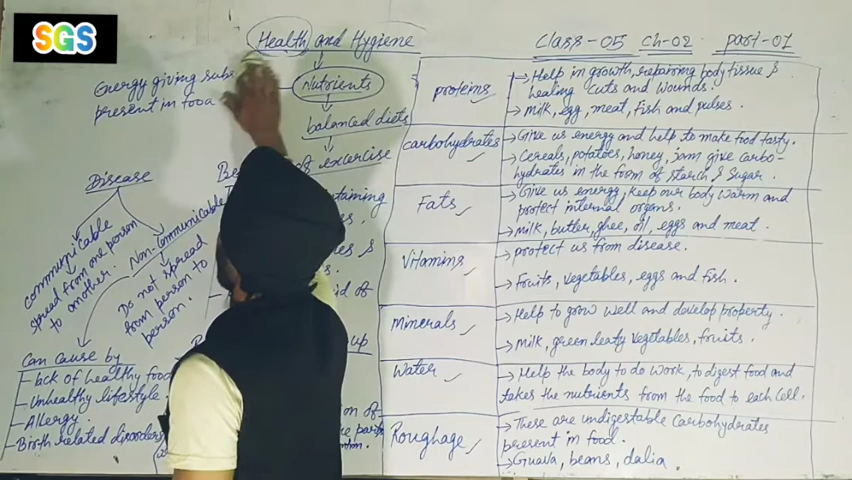 SGS
Health and Hygiene
Class-05 Ch-02 part-01
Energy giving subs
present in food
Nutrients
balanced diets
of excercise
Disease
communicable
spread from one person
to another.
Non-Communicable
Do not spread
from person to
person.
Can cause by
lack of healthy food
Unhealthy lifestyle
Allergy.
Birth related disorders
proteins
Help in growth, repairing body tissue &
healing cuts and wounds.
milk, egg, meat, fish and pulses.
carbohydrates
Give us energy and help to make food tasty.
Cereals, potatoes, honey, jam give carbo-
hydrates in the form of starch & sugar.
Fats
Give us energy, keep our body warm and
protect internal organs.
milk, butter, ghee, oil, eggs and meat.
Vitamins
protect us from disease.
Fruits, vegetables, eggs and fish.
Minerals
Help to grow well and develop property.
Milk, green leafy vegetables, fruits.
Water
Help the body to do work, to digest food and
takes the nutrients from the food to each cell.
Roughage
These are undigestable Carbohydrates
present in food.
Guava, beans, dalia.